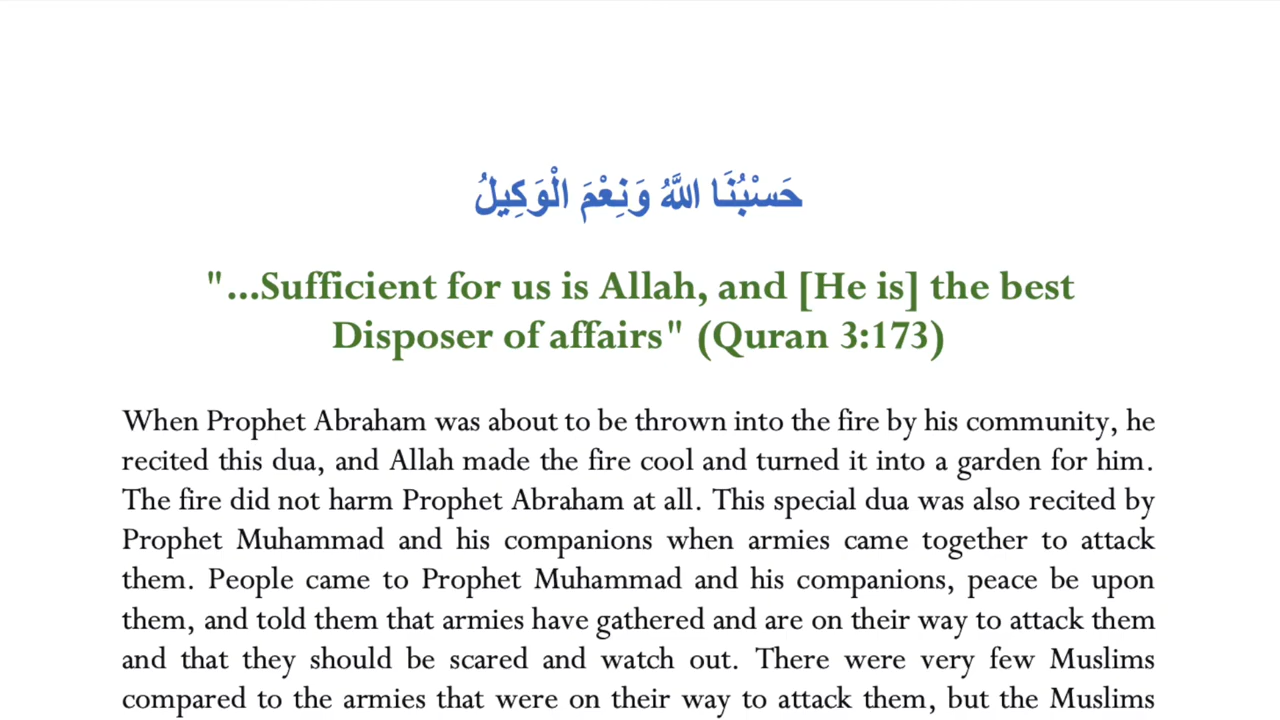 حَسْبُنَا اللَّهُ وَنِعْمَ الْوَكِيلُ
"...Sufficient for us is Allah, and [He is] the best
Disposer of affairs" (Quran 3:173)
When Prophet Abraham was about to be thrown into the fire by his community, he
recited this dua, and Allah made the fire cool and turned it into a garden for him.
The fire did not harm Prophet Abraham at all. This special dua was also recited by
Prophet Muhammad and his companions when armies came together to attack
them. People came to Prophet Muhammad and his companions, peace be upon
them, and told them that armies have gathered and are on their way to attack them
and that they should be scared and watch out. There were very few Muslims
compared to the armies that were on their way to attack them, but the Muslims